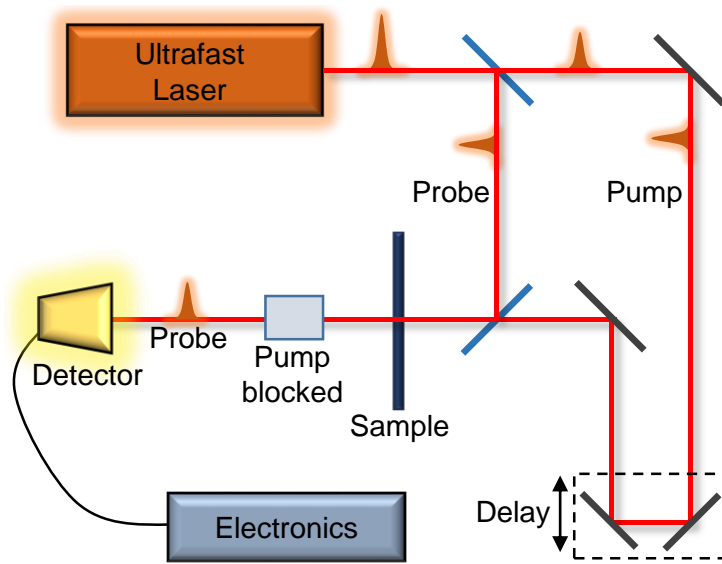 Ultrafast
Laser
Probe
Pump
Probe
Pump
blocked
Detector
Sample
Delay
Electronics